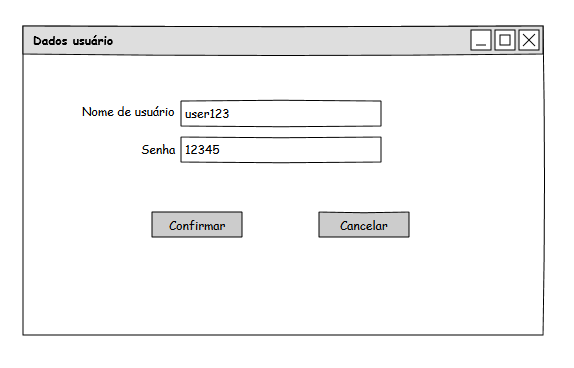 Dados usuário
Nome de usuário user123
Senha 12345
Confirmar Cancelar